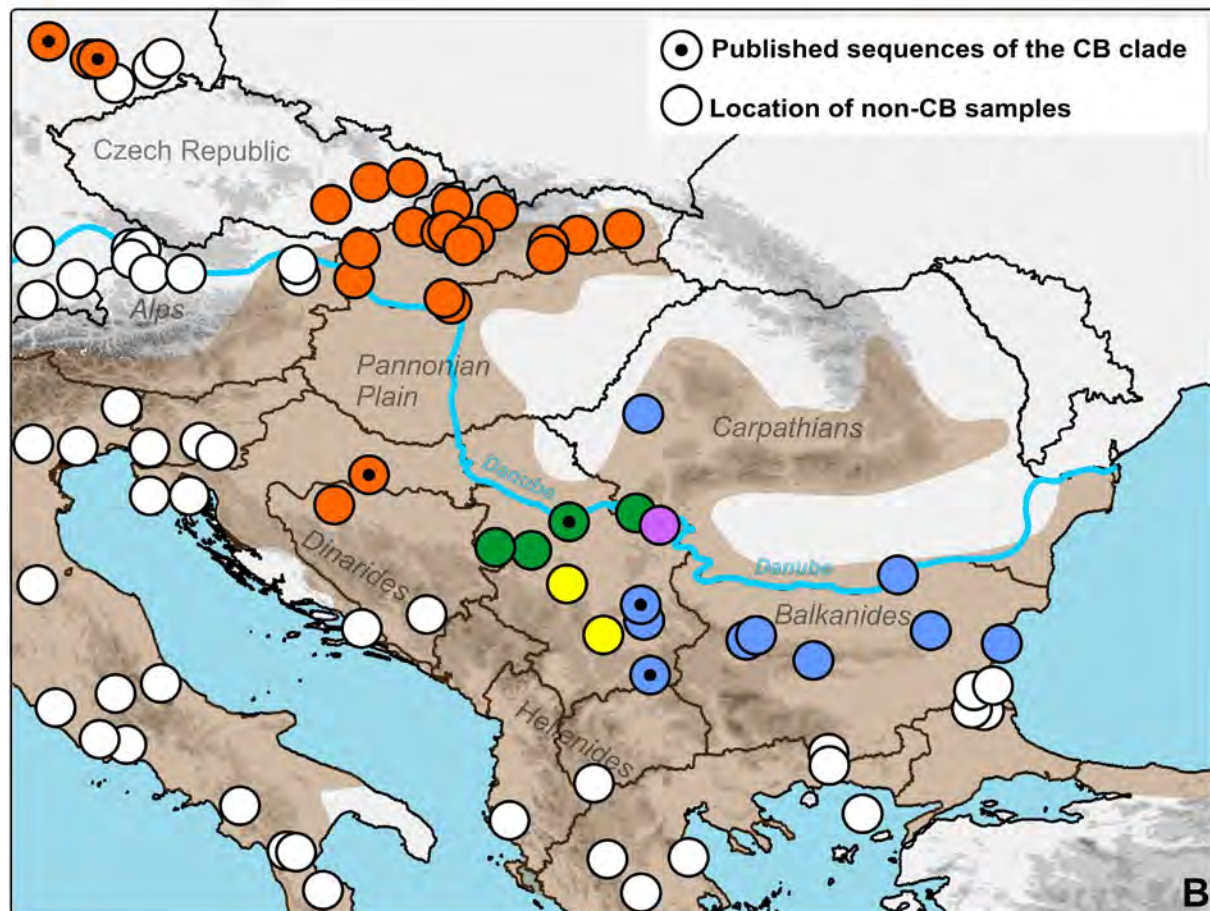 Published sequences of the CB clade
Location of non-CB samples
Czech Republic
Alps
Pannonian
Plain
Carpathians
Danube
Dinarides
Danube
Balkanides
Hellenides
B